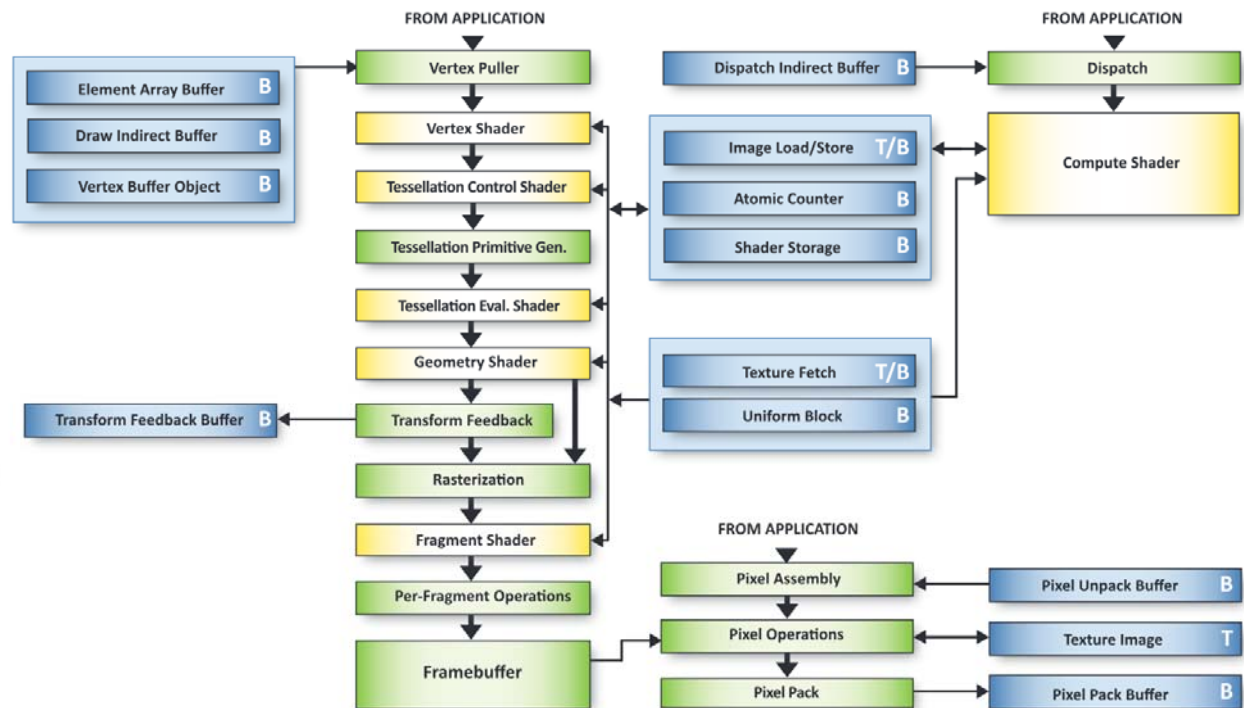 FROM APPLICATION
Vertex Puller
Element Array Buffer B
Draw Indirect Buffer B
Vertex Buffer Object B
Vertex Shader
Tessellation Control Shader
Tessellation Primitive Gen.
Tessellation Eval. Shader
Geometry Shader
Transform Feedback
Transform Feedback Buffer B
Rasterization
Fragment Shader
Per-Fragment Operations
Framebuffer
FROM APPLICATION
Dispatch Indirect Buffer B
Dispatch
Image Load/Store T/B
Atomic Counter B
Shader Storage B
Compute Shader
Texture Fetch T/B
Uniform Block B
FROM APPLICATION
Pixel Assembly
Pixel Unpack Buffer B
Pixel Operations
Texture Image T
Pixel Pack
Pixel Pack Buffer B